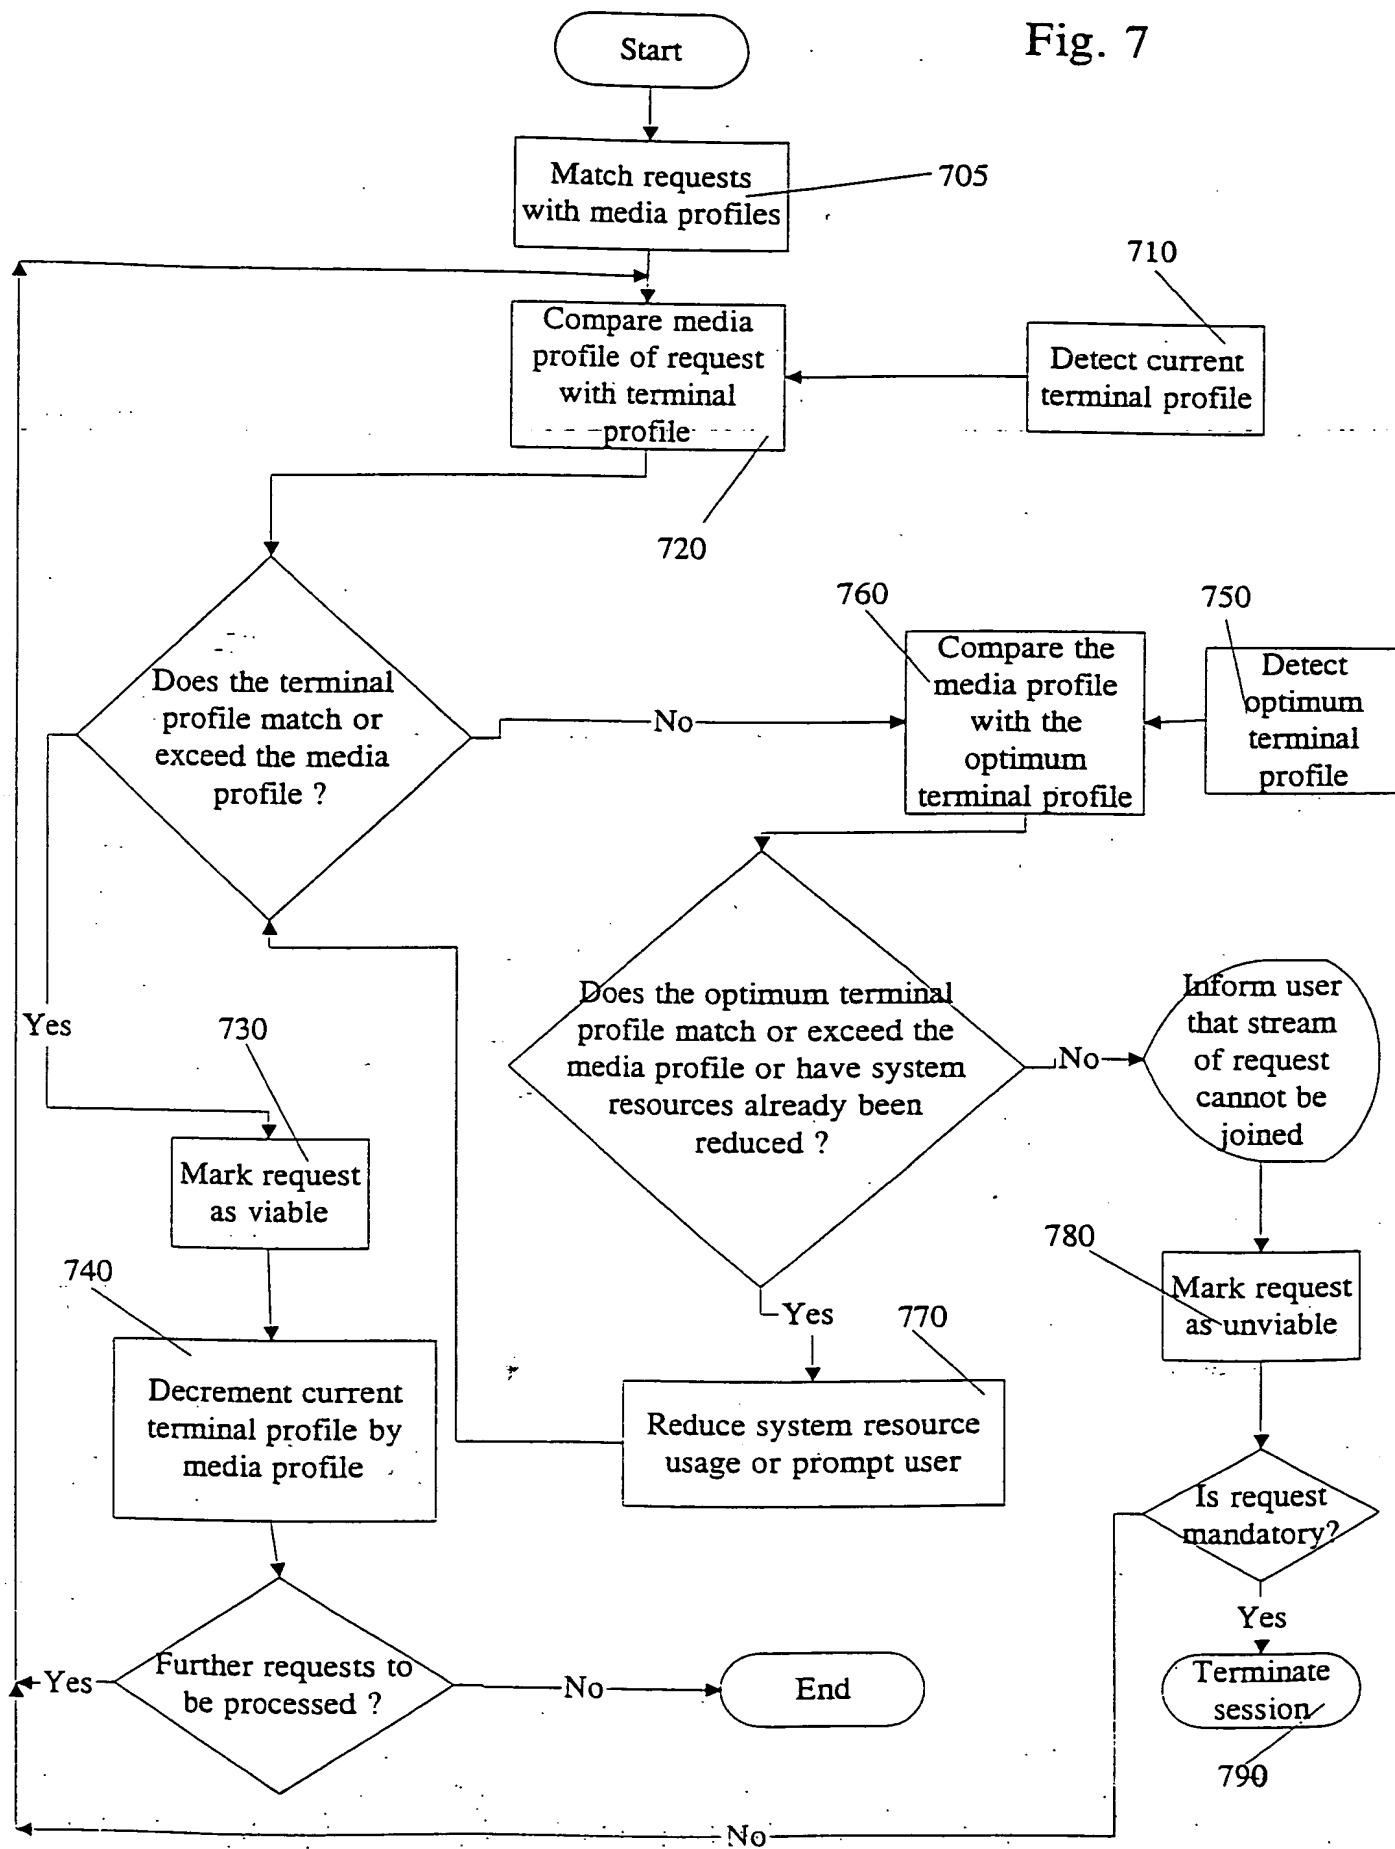 Fig. 7
Start
Match requests
with media profiles
705
710
Compare media
profile of request
with terminal
profile
Detect current
terminal profile
720
760
750
Compare the
media profile
with the
optimum
terminal profile
Detect
optimum
terminal
profile
Does the terminal
profile match or
exceed the media
profile ?
No
Yes
730
Does the optimum terminal
profile match or exceed the
media profile or have system
resources already been
reduced ?
No
Inform user
that stream
of request
cannot be
joined
Mark request
as viable
780
Mark request
as unviable
740
Yes
770
Decrement current
terminal profile by
media profile
Reduce system resource
usage or prompt user
Is request
mandatory?
Yes
Further requests to
be processed ?
Yes
No
End
Terminate
session
790
No